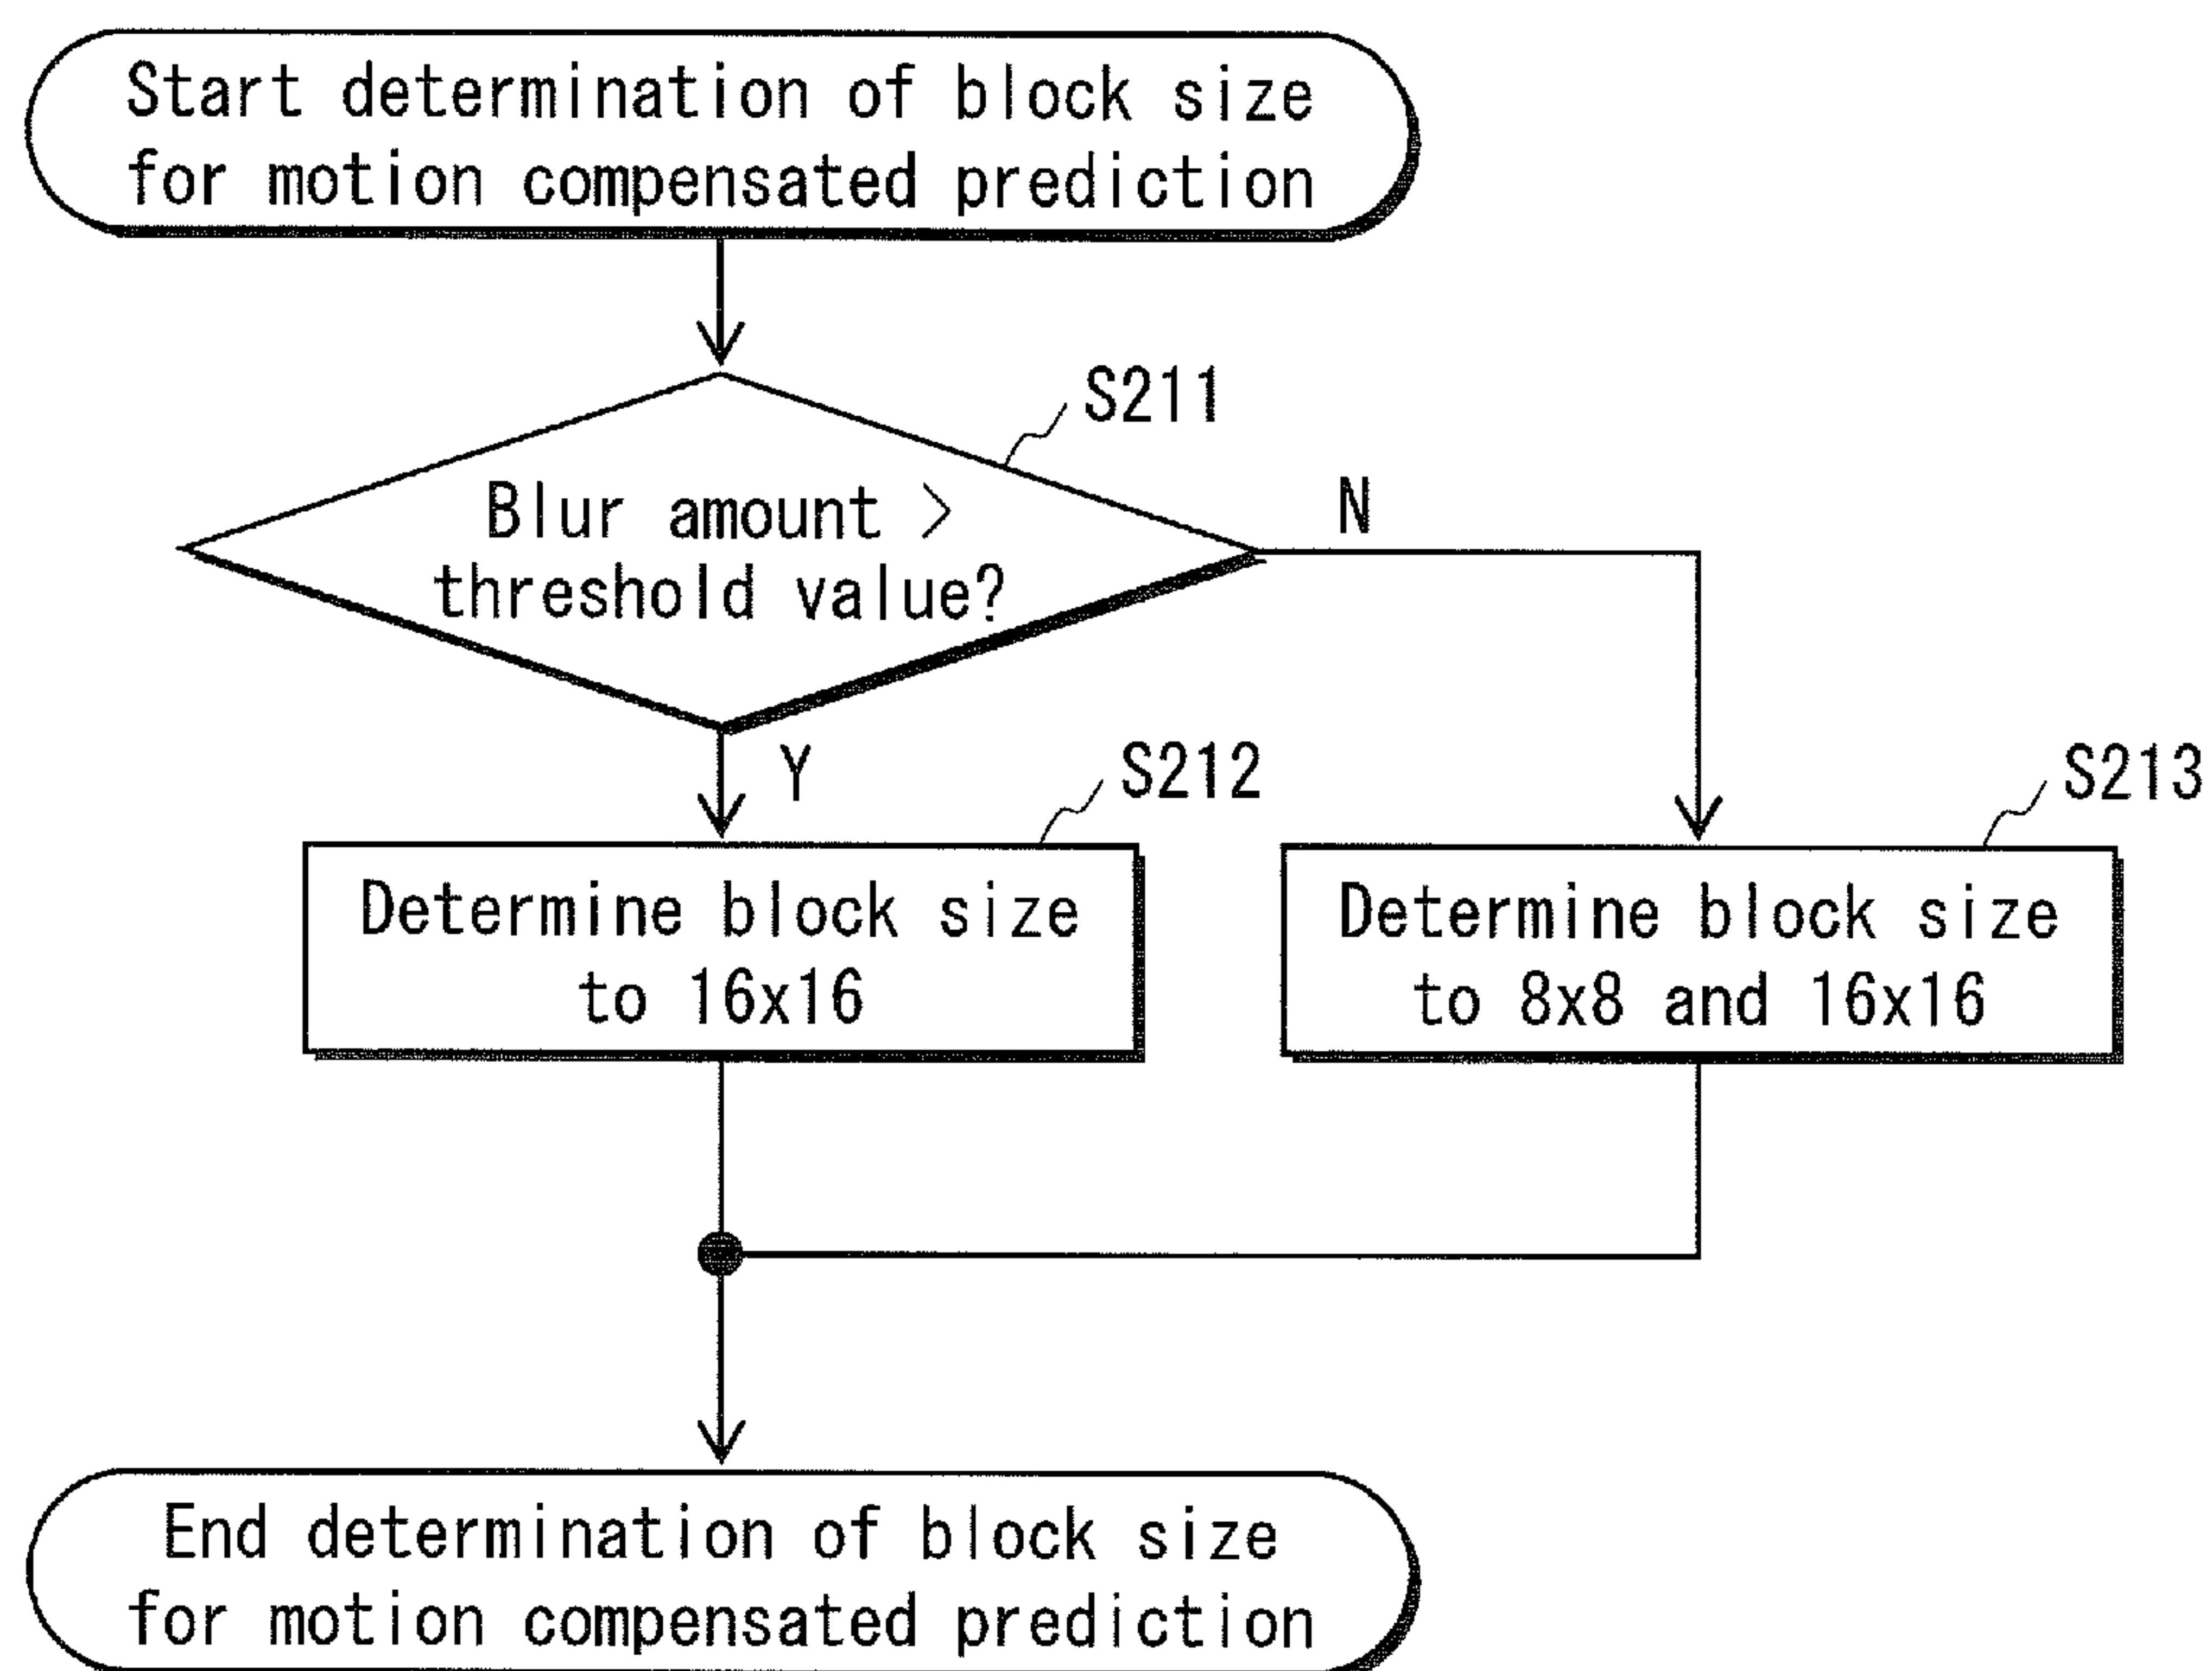 Start determination of block size
for motion compensated prediction
S211
Blur amount >
threshold value?
N
Y
S212
S213
Determine block size
to 16x16
Determine block size
to 8x8 and 16x16
End determination of block size
for motion compensated prediction